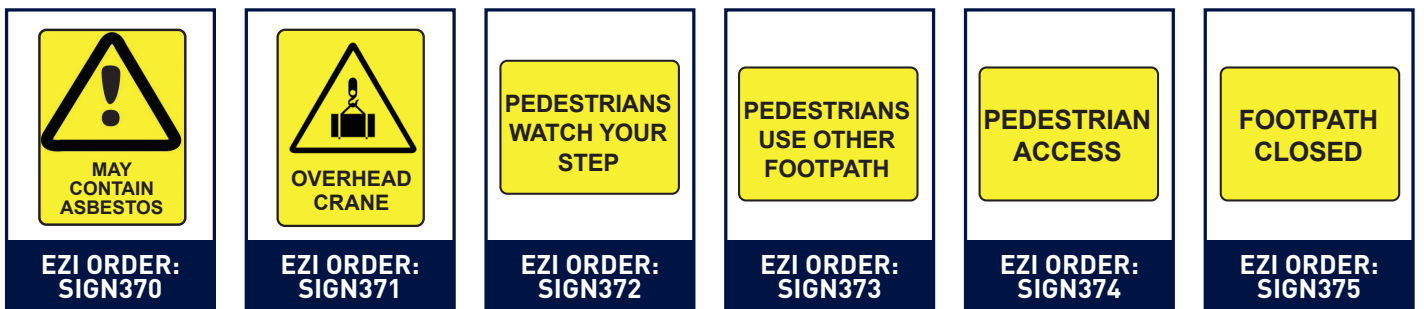 MAY
CONTAIN
ASBESTOS
EZI ORDER:
SIGN370
OVERHEAD
CRANE
EZI ORDER:
SIGN371
PEDESTRIANS
WATCH YOUR
STEP
EZI ORDER:
SIGN372
PEDESTRIANS
USE OTHER
FOOTPATH
EZI ORDER:
SIGN373
PEDESTRIAN
ACCESS
EZI ORDER:
SIGN374
FOOTPATH
CLOSED
EZI ORDER:
SIGN375